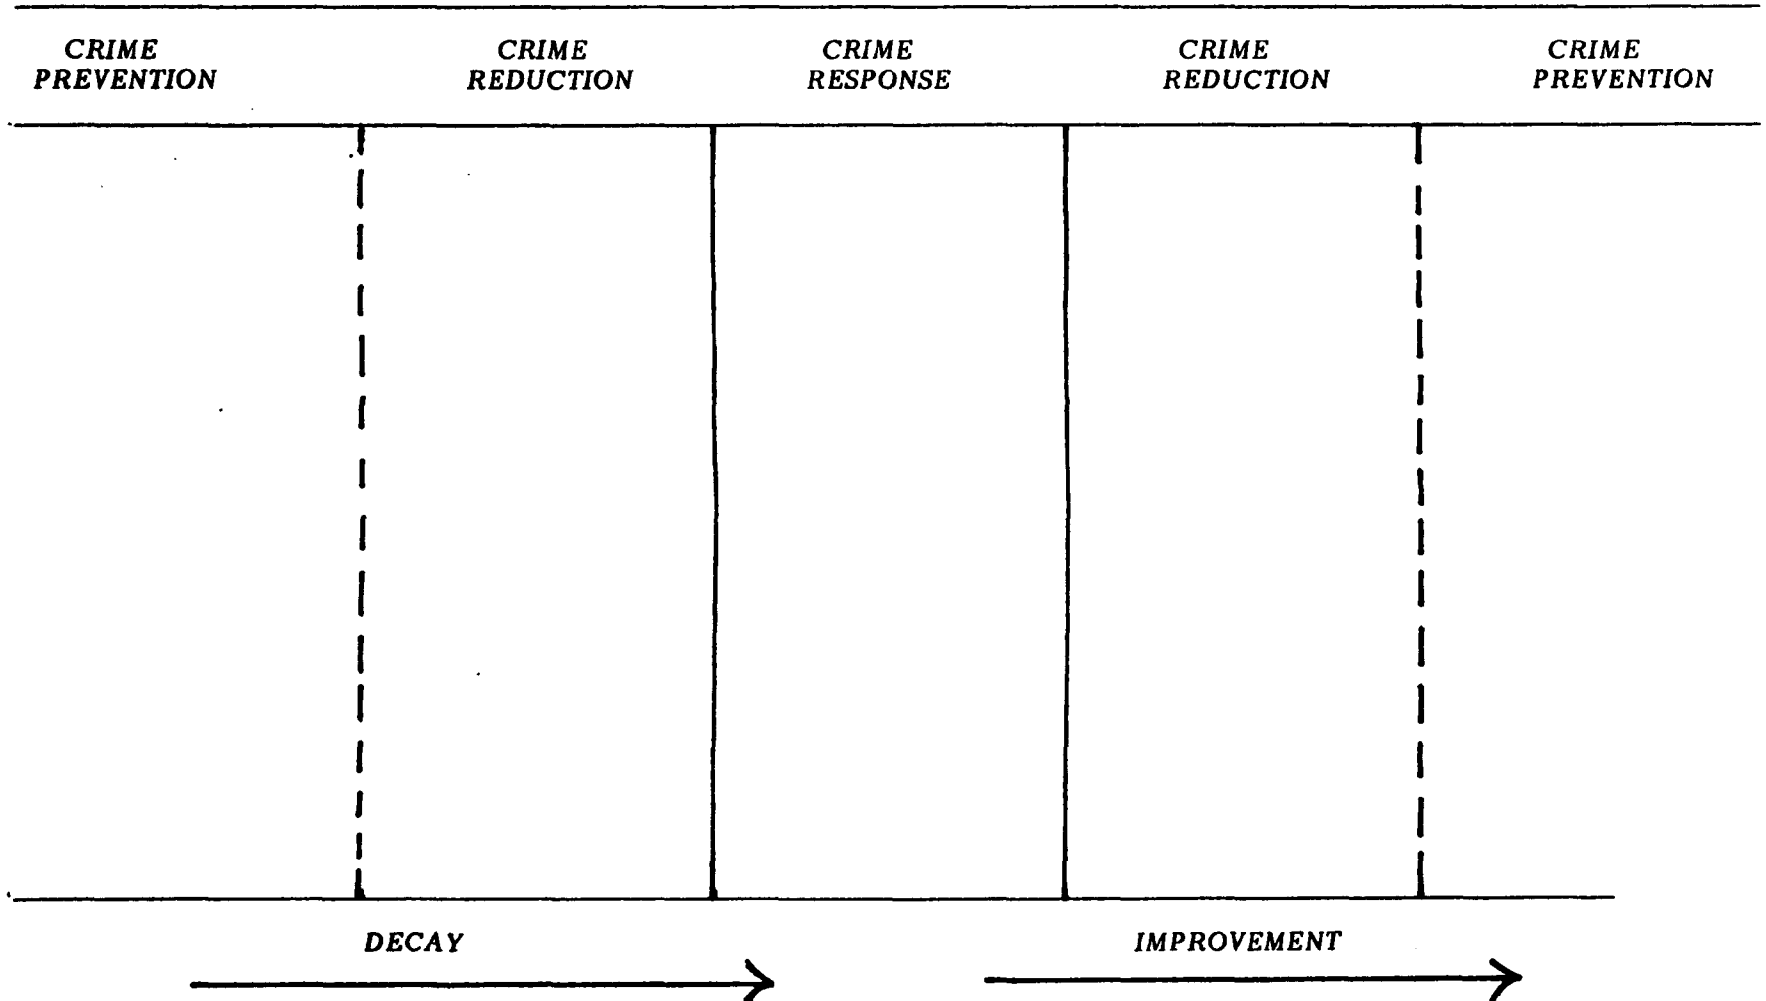 CRIME
PREVENTION
CRIME
REDUCTION
CRIME
RESPONSE
CRIME
REDUCTION
CRIME
PREVENTION
DECAY
IMPROVEMENT